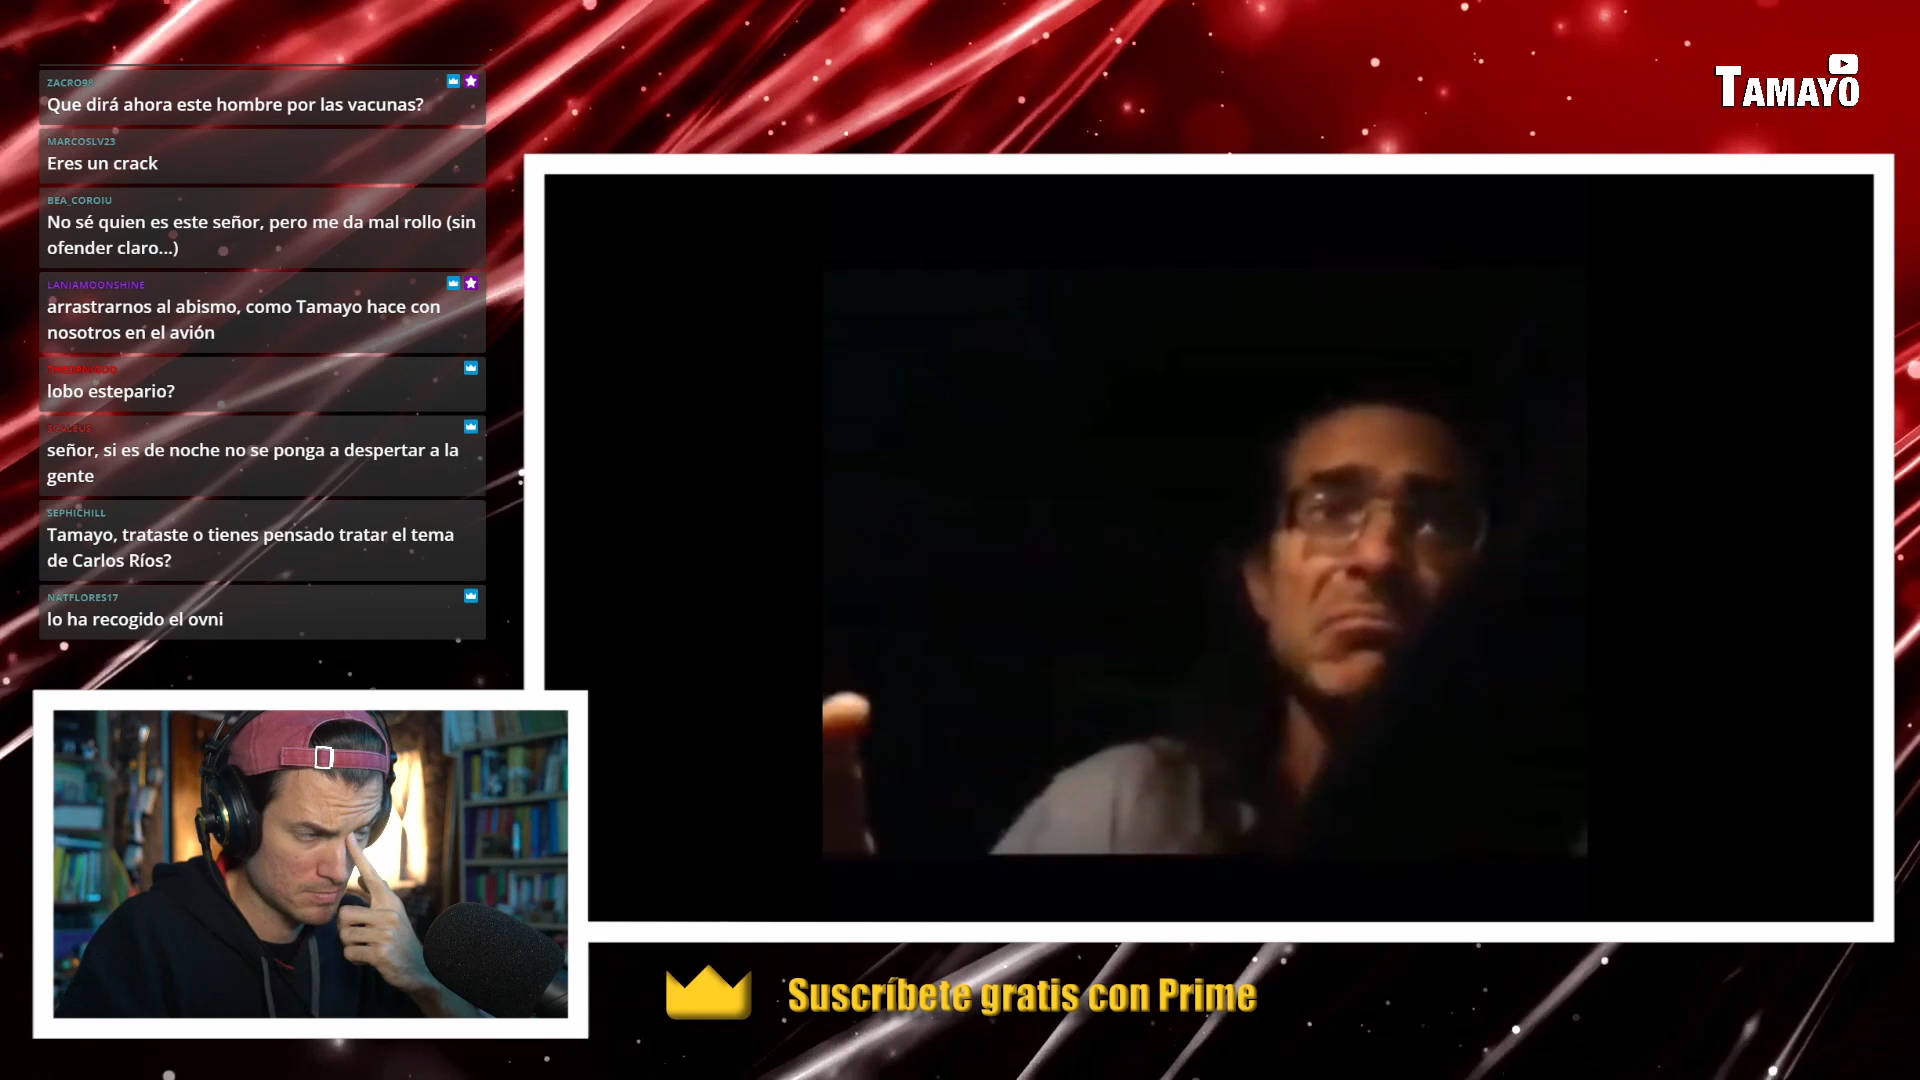 TAMAYO
ZACRO98
Que dirá ahora este hombre por las vacunas?
MARCOSLV23
Eres un crack
BEA_COROIU
No sé quien es este señor, pero me da mal rollo (sin
ofender claro...)
LANIAMOONSHINE
arrastrarnos al abismo, como Tamayo hace con
nosotros en el avión
lobo estepario?
señor, si es de noche no se ponga a despertar a la
gente
SEPHICHILL
Tamayo, trataste o tienes pensado tratar el tema
de Carlos Ríos?
NATFLORES17
lo ha recogido el ovni
Suscríbete gratis con Prime